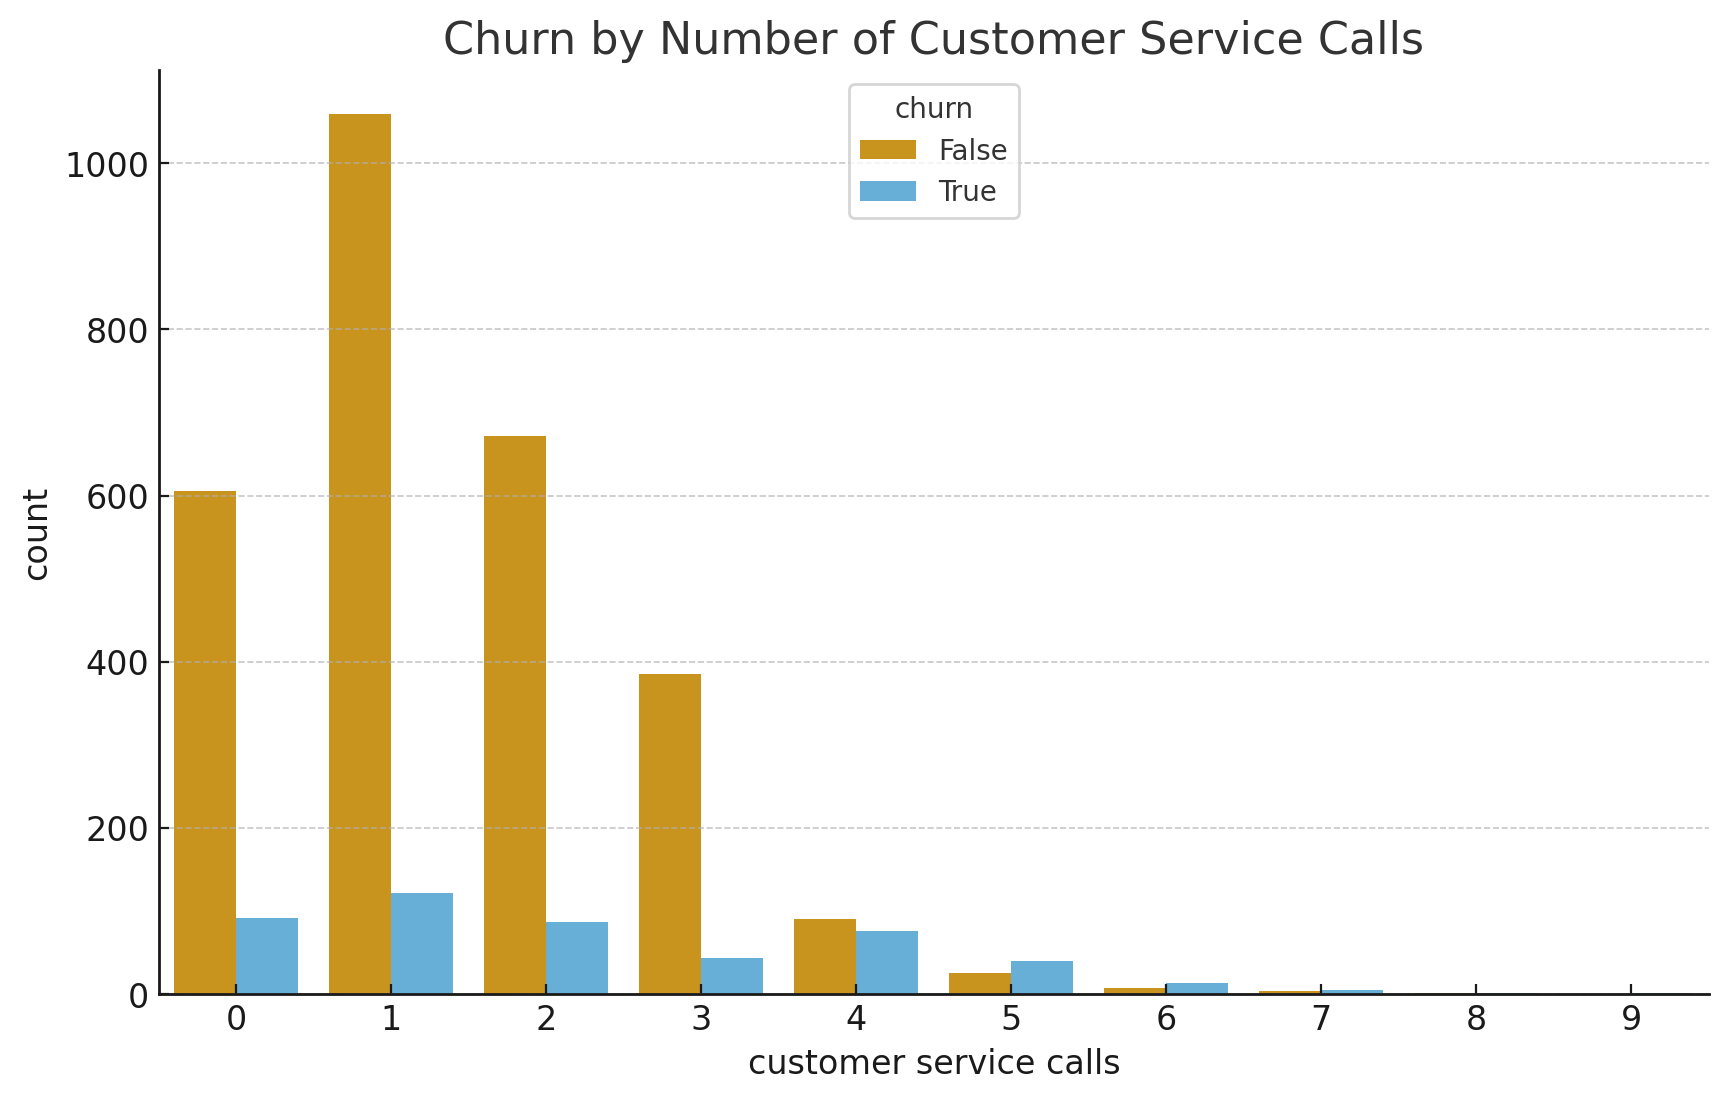 Churn by Number of Customer Service Calls
churn
False
True
1000
800
600
400
200
0
count
0 1 2 3 4 5 6 7 8 9
customer service calls